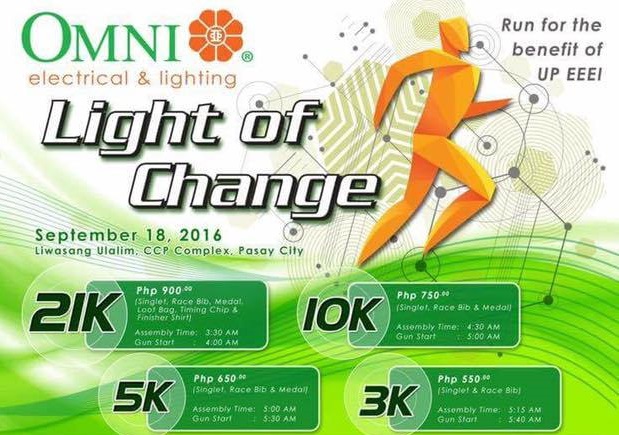 OMNI ®
electrical & lighting
Run for the
benefit of
UP EEEI
Light of
Change
September 18, 2016
Liwasang Ulalim, CCP Complex, Pasay City
21K
Php 900.00
(Singlet, Race Bib, Medal,
Loot Bag, Timing Chip &
Finisher Shirt)
Assembly Time: 3:30 AM
Gun Start : 4:00 AM
10K
Php 750.00
(Singlet, Race Bib & Medal)
Assembly Time: 4:30 AM
Gun Start : 5:00 AM
5K
Php 650.00
(Singlet, Race Bib & Medal)
Assembly Time: 5:00 AM
Gun Start : 5:30 AM
3K
Php 550.00
(Singlet & Race Bib)
Assembly Time: 5:15 AM
Gun Start : 5:40 AM